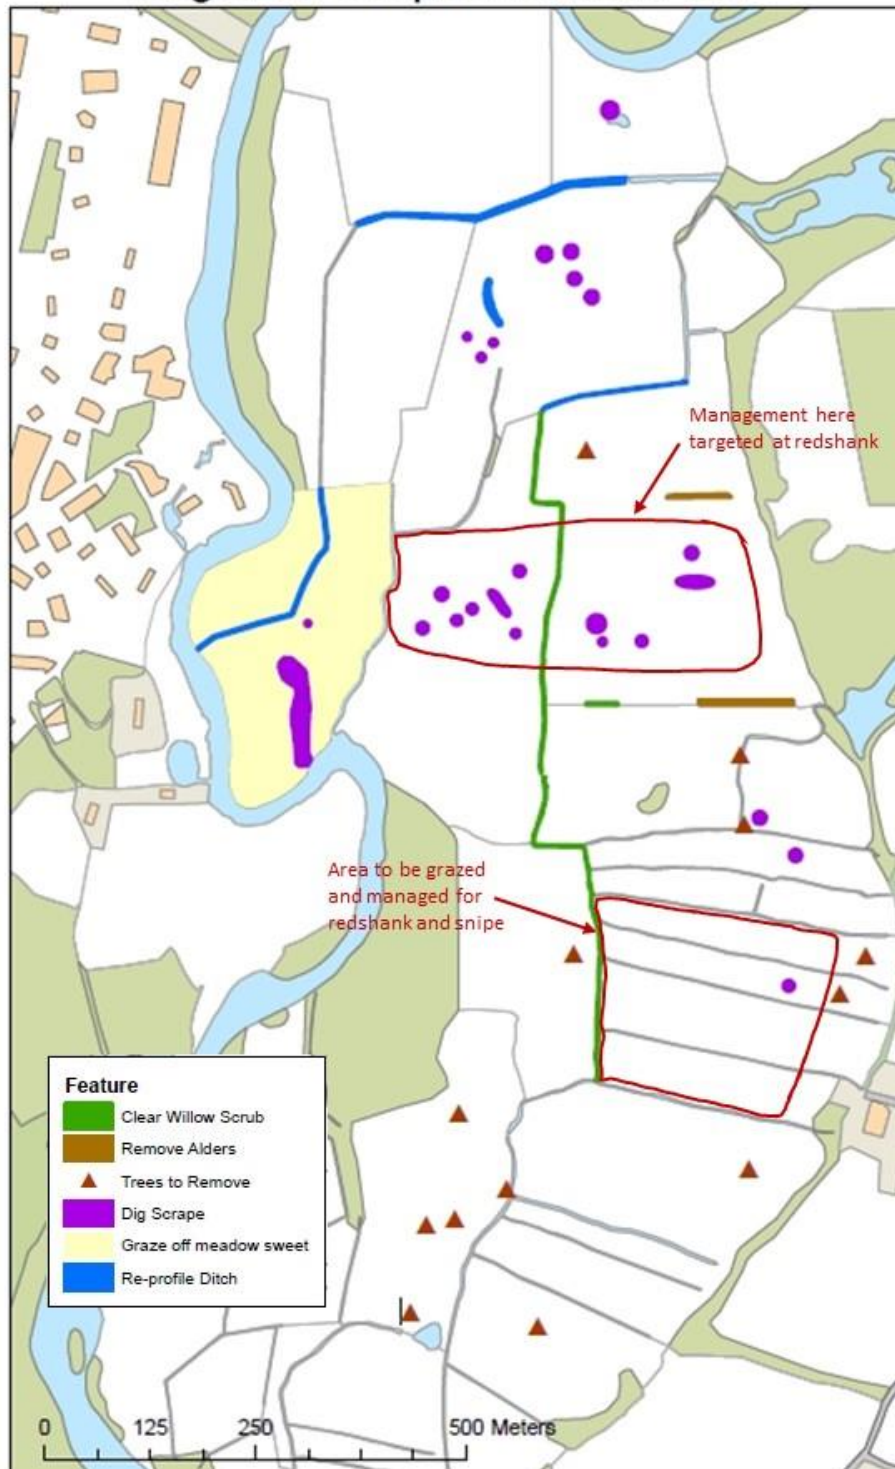 Management here
targeted at redshank
Area to be grazed
and managed for
redshank and snipe
Feature
Clear Willow Scrub
Remove Alders
Trees to Remove
Dig Scrape
Graze off meadow sweet
Re-profile Ditch
0 125 250 500 Meters